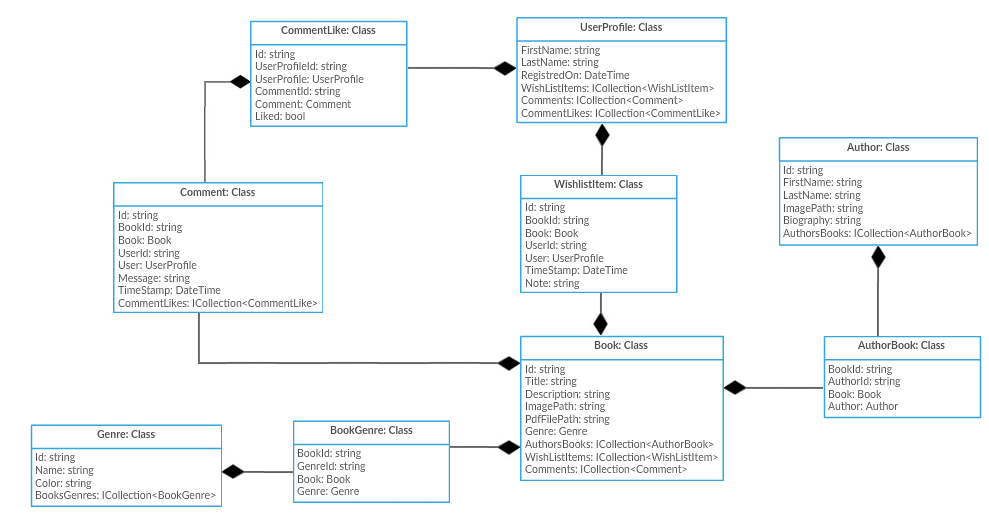 CommentLike: Class
Id: string
UserProfileId: string
UserProfile: UserProfile
CommentId: string
Comment: Comment
Liked: bool
UserProfile: Class
FirstName: string
LastName: string
RegistredOn: DateTime
WishListItems: ICollection<WishListItem>
Comments: ICollection<Comment>
CommentLikes: ICollection<CommentLike>
Author: Class
Id: string
FirstName: string
LastName: string
ImagePath: string
Biography: string
AuthorsBooks: ICollection<AuthorBook>
Comment: Class
Id: string
BookId: string
Book: Book
UserId: string
User: UserProfile
Message: string
TimeStamp: DateTime
CommentLikes: ICollection<CommentLike>
WishlistItem: Class
Id: string
BookId: string
Book: Book
UserId: string
User: UserProfile
TimeStamp: DateTime
Note: string
Book: Class
Id: string
Title: string
Description: string
ImagePath: string
PdfFilePath: string
Genre: Genre
AuthorsBooks: ICollection<AuthorBook>
WishListItems: ICollection<WishListItem>
Comments: ICollection<Comment>
AuthorBook: Class
BookId: string
AuthorId: string
Book: Book
Author: Author
Genre: Class
Id: string
Name: string
Color: string
BooksGenres: ICollection<BookGenre>
BookGenre: Class
BookId: string
GenreId: string
Book: Book
Genre: Genre